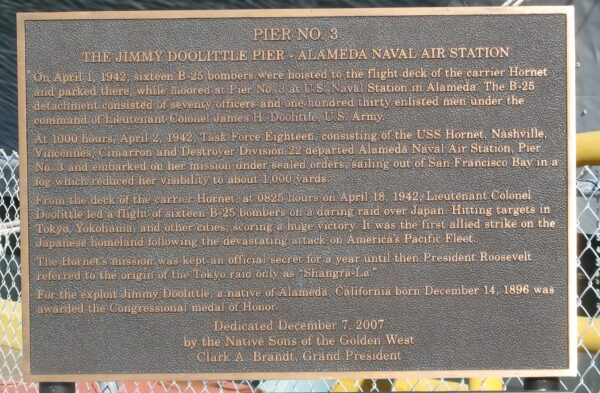 PIER NO. 3
THE JIMMY DOOLITTLE PIER - ALAMEDA NAVAL AIR STATION
On April 1, 1942, sixteen B-25 bombers were hoisted to the flight deck of the carrier Hornet
and parked there, while moored at Pier No. 3 at U.S. Naval Station in Alameda. The B-25
detachment consisted of seventy officers and one hundred thirty enlisted men under the
command of Lieutenant Colonel James H. Doolittle, U.S. Army.
At 1000 hours, April 2, 1942, Task Force Eighteen, consisting of the USS Hornet, Nashville,
Vincennes, Cimarron and Destroyer Division 22 departed Alameda Naval Air Station, Pier
No. 3 and embarked on her mission under sealed orders, sailing out of San Francisco Bay in a
fog which reduced her visibility to about 1,000 yards.
From the deck of the carrier Hornet, at 0825 hours on April 18, 1942, Lieutenant Colonel
Doolittle led a flight of sixteen B-25 bombers on a daring raid over Japan. Hitting targets in
Tokyo, Yokohama, and other cities, scoring a huge victory. It was the first allied strike on the
Japanese homeland following the devastating attack on America's Pacific Fleet.
The Hornet's mission was kept an official secret for a year until then President Roosevelt
referred to the origin of the Tokyo raid only as "Shangra-La."
For the exploit Jimmy Doolittle, a native of Alameda, California born December 14, 1896 was
awarded the Congressional medal of Honor.
Dedicated December 7, 2007
by the Native Sons of the Golden West
Clark A. Brandt, Grand President